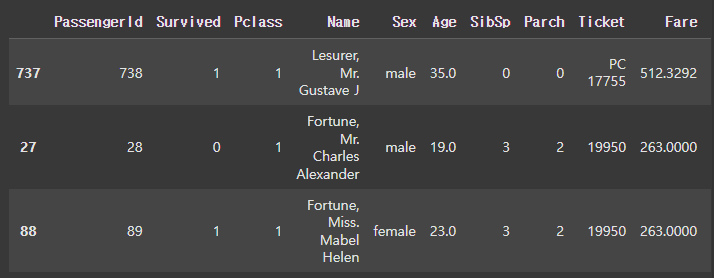 PassengerId Survived Pclass Name Sex Age SibSp Parch Ticket Fare
737 738 1 1 Lesurer, Mr. Gustave J male 35.0 0 0 PC 17755 512.3292
27 28 0 1 Fortune, Mr. Charles Alexander male 19.0 3 2 19950 263.0000
88 89 1 1 Fortune, Miss. Mabel Helen female 23.0 3 2 19950 263.0000